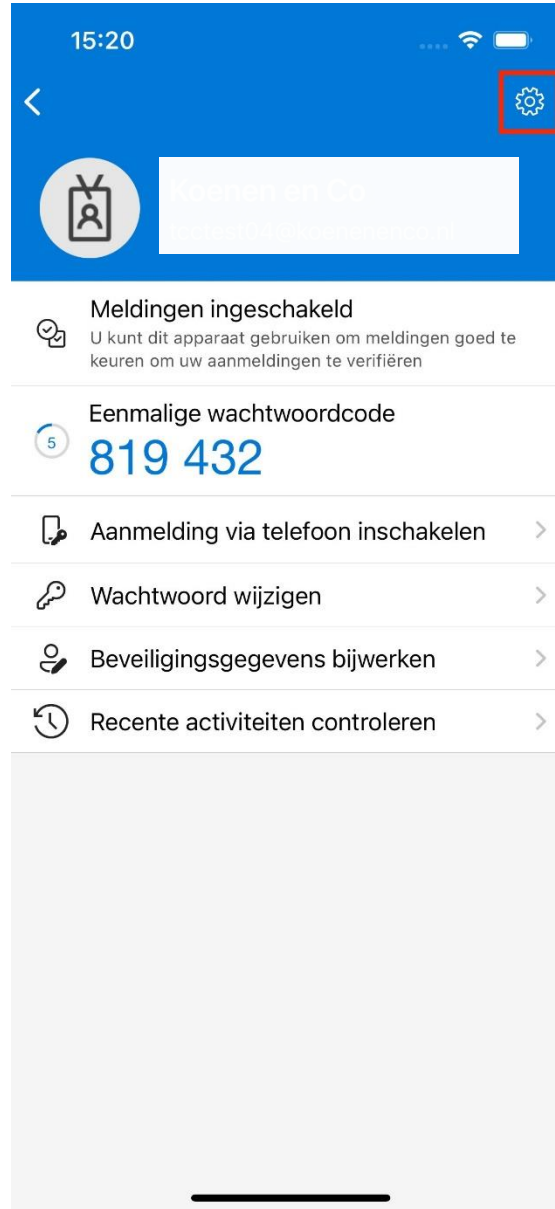 15:20
Meldingen ingeschakeld
U kunt dit apparaat gebruiken om meldingen goed te
keuren om uw aanmeldingen te verifiëren
Eenmalige wachtwoordcode
5
819 432
Aanmelding via telefoon inschakelen
Wachtwoord wijzigen
Beveiligingsgegevens bijwerken
Recente activiteiten controleren